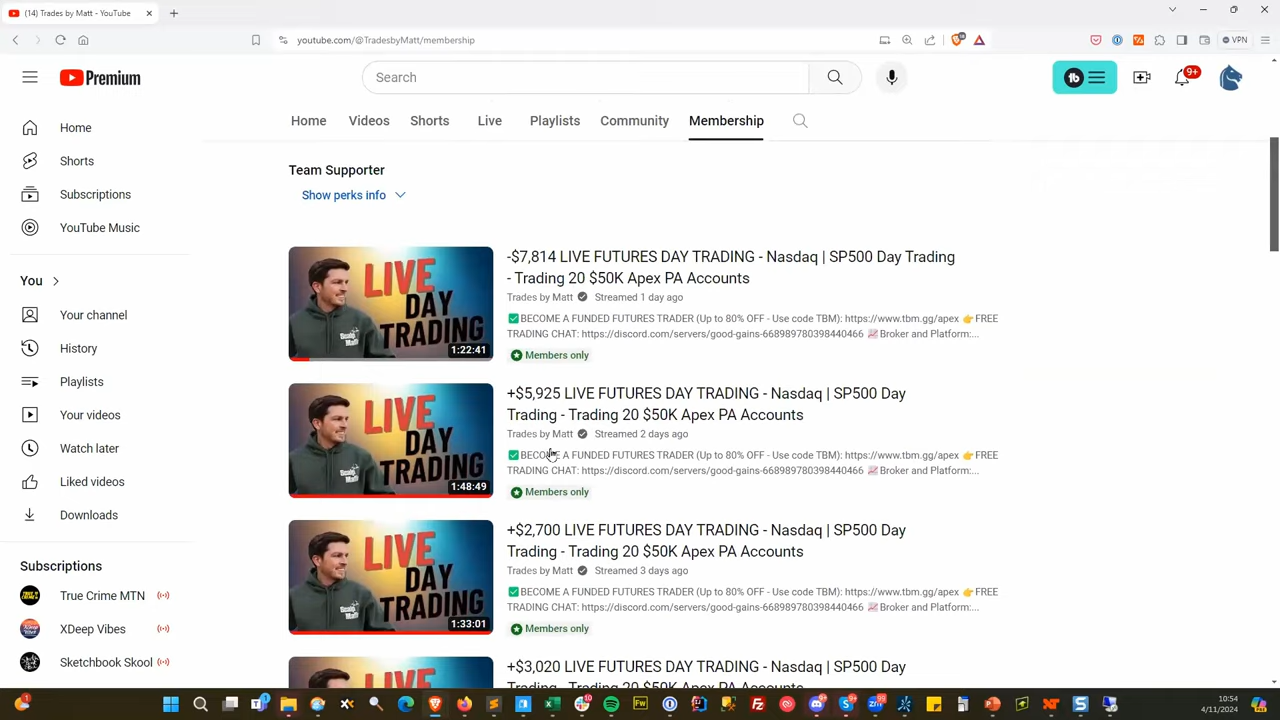 (14) Trades by Matt - YouTube
youtube.com/@TradesbyMatt/membership
VPN
Premium
Search
9+
Home
Videos
Shorts
Live
Playlists
Community
Membership
Home
Shorts
Subscriptions
YouTube Music
You
Your channel
History
Playlists
Your videos
Watch later
Liked videos
Downloads
Subscriptions
True Crime MTN
XDeep Vibes
Sketchbook Skool
Team Supporter
Show perks info
LIVE
DAY
TRADING
1:22:41
-$7,814 LIVE FUTURES DAY TRADING - Nasdaq | SP500 Day Trading
- Trading 20 $50K Apex PA Accounts
Trades by Matt Streamed 1 day ago
✅BECOME A FUNDED FUTURES TRADER (Up to 80% OFF - Use code TBM): https://www.tbm.gg/apex 👉FREE
TRADING CHAT: https://discord.com/servers/good-gains-668989780398440466 📈Broker and Platform:...
Members only
LIVE
DAY
TRADING
1:48:49
+$5,925 LIVE FUTURES DAY TRADING - Nasdaq | SP500 Day
Trading - Trading 20 $50K Apex PA Accounts
Trades by Matt Streamed 2 days ago
✅BECOME A FUNDED FUTURES TRADER (Up to 80% OFF - Use code TBM): https://www.tbm.gg/apex 👉FREE
TRADING CHAT: https://discord.com/servers/good-gains-668989780398440466 📈Broker and Platform:...
Members only
LIVE
DAY
TRADING
1:33:01
+$2,700 LIVE FUTURES DAY TRADING - Nasdaq | SP500 Day
Trading - Trading 20 $50K Apex PA Accounts
Trades by Matt Streamed 3 days ago
✅BECOME A FUNDED FUTURES TRADER (Up to 80% OFF - Use code TBM): https://www.tbm.gg/apex 👉FREE
TRADING CHAT: https://discord.com/servers/good-gains-668989780398440466 📈Broker and Platform:...
Members only
LIVE
+$3,020 LIVE FUTURES DAY TRADING - Nasdaq | SP500 Day
Trading - Trading 20 $50K Apex PA Accounts
10:54
4/11/2024